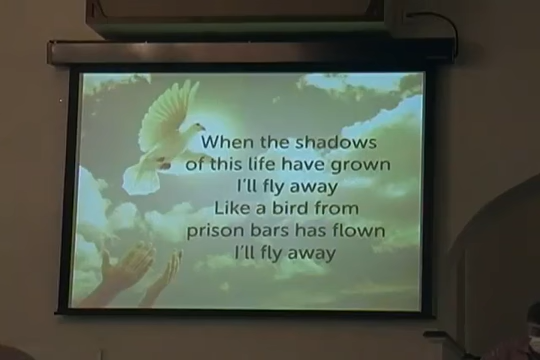 When the shadows
of this life have grown
I'll fly away
Like a bird from
prison bars has flown
I'll fly away